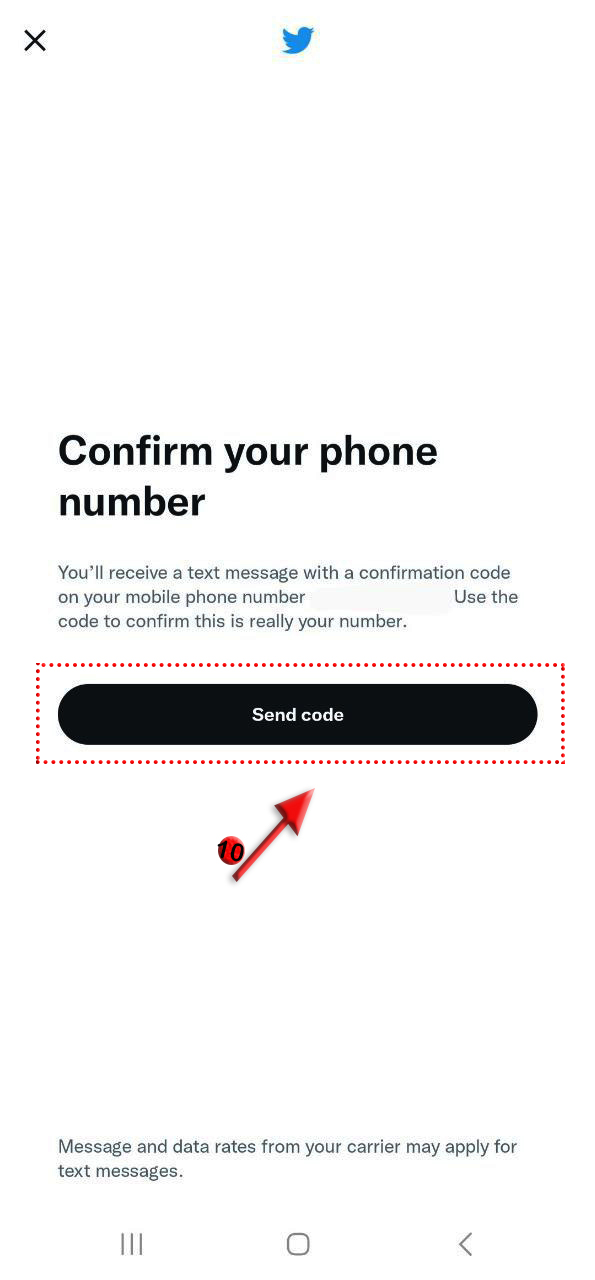 Confirm your phone
number
You’ll receive a text message with a confirmation code
on your mobile phone number Use the
code to confirm this is really your number.
Send code
10
Message and data rates from your carrier may apply for
text messages.